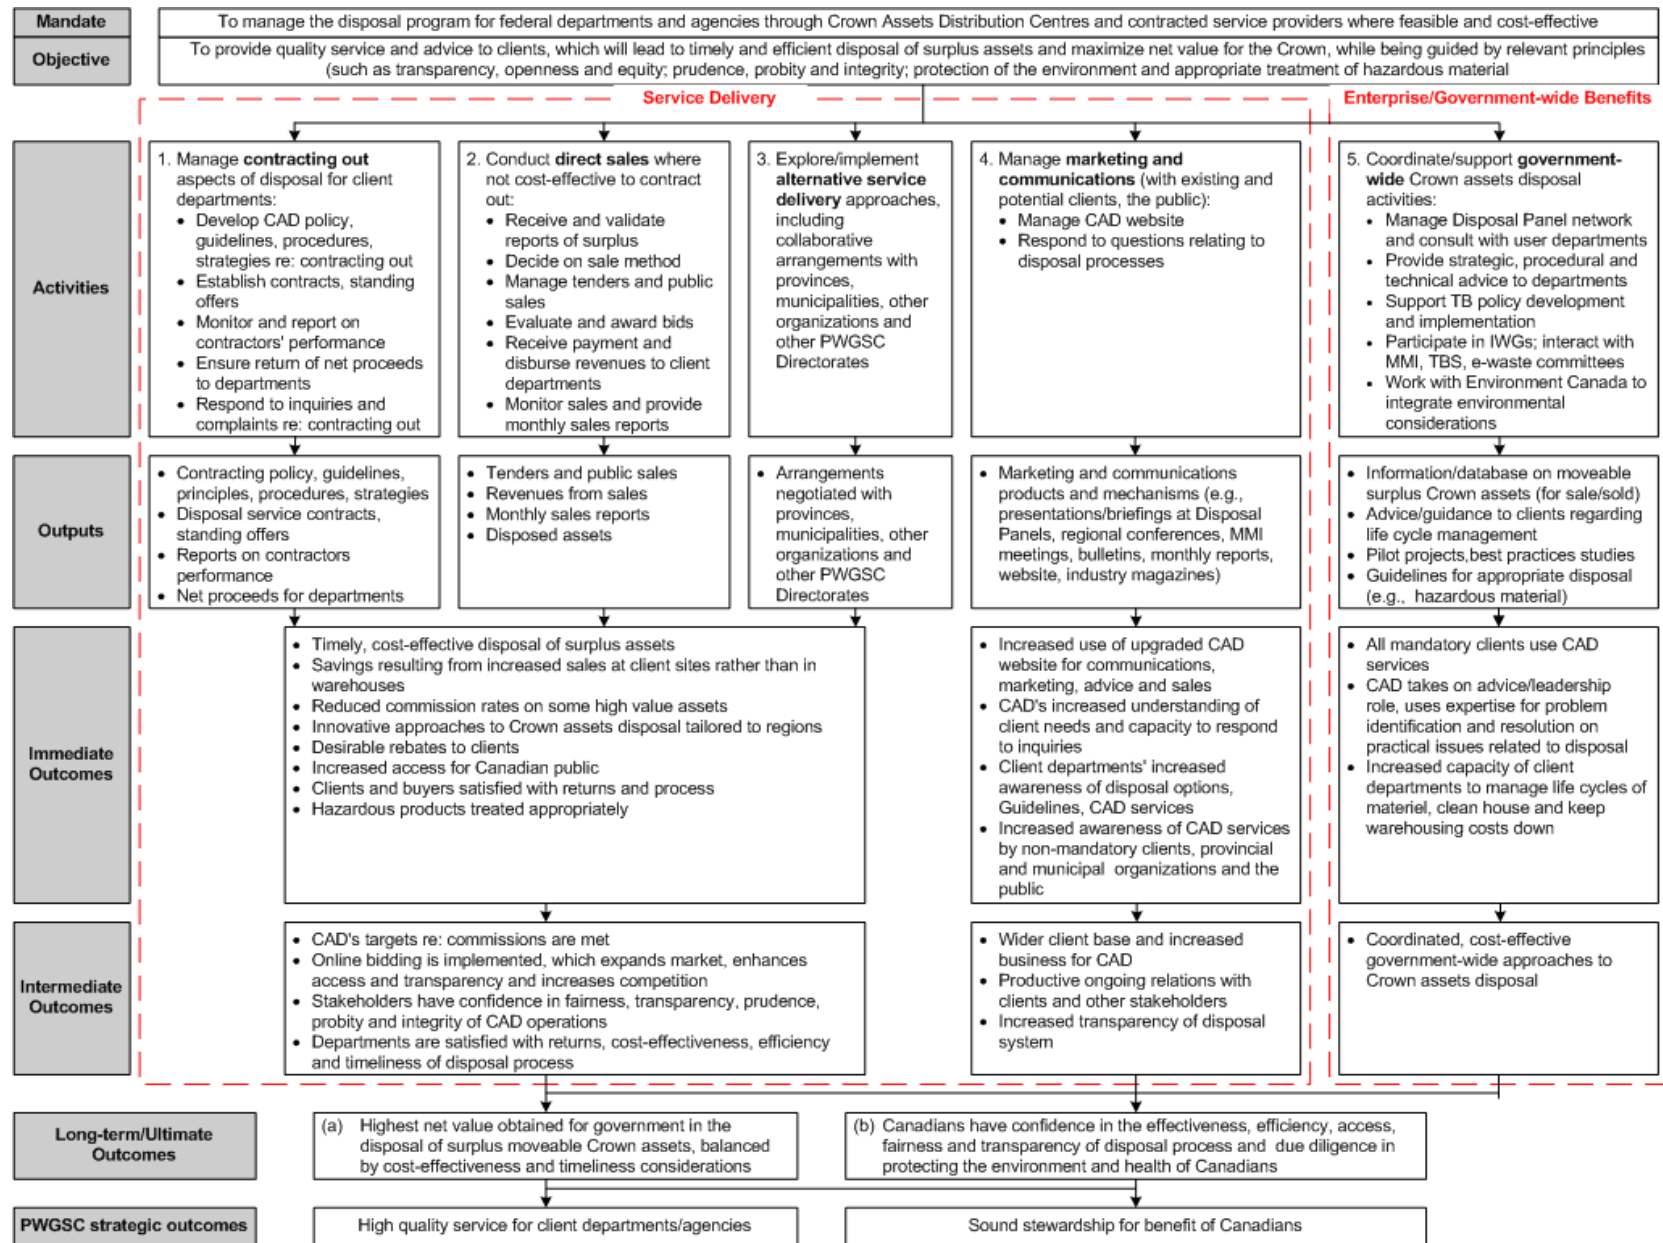 Mandate
To manage the disposal program for federal departments and agencies through Crown Assets Distribution Centres and contracted service providers where feasible and cost-effective
Objective
To provide quality service and advice to clients, which will lead to timely and efficient disposal of surplus assets and maximize net value for the Crown, while being guided by relevant principles
(such as transparency, openness and equity; prudence, probity and integrity; protection of the environment and appropriate treatment of hazardous material
Service Delivery
Enterprise/Government-wide Benefits
Activities
1. Manage contracting out
aspects of disposal for client
departments:
• Develop CAD policy,
guidelines, procedures,
strategies re: contracting out
• Establish contracts, standing
offers
• Monitor and report on
contractors' performance
• Ensure return of net proceeds
to departments
• Respond to inquiries and
complaints re: contracting out
2. Conduct direct sales where
not cost-effective to contract
out:
• Receive and validate
reports of surplus
• Decide on sale method
• Manage tenders and public
sales
• Evaluate and award bids
• Receive payment and
disburse revenues to client
departments
• Monitor sales and provide
monthly sales reports
3. Explore/implement
alternative service
delivery approaches,
including
collaborative
arrangements with
provinces,
municipalities, other
organizations and
other PWGSC
Directorates
4. Manage marketing and
communications (with existing and
potential clients, the public):
• Manage CAD website
• Respond to questions relating to
disposal processes
5. Coordinate/support government-
wide Crown assets disposal
activities:
• Manage Disposal Panel network
and consult with user departments
• Provide strategic, procedural and
technical advice to departments
• Support TB policy development
and implementation
• Participate in IWGs; interact with
MMI, TBS, e-waste committees
• Work with Environment Canada to
integrate environmental
considerations
Outputs
• Contracting policy, guidelines,
principles, procedures, strategies
• Disposal service contracts,
standing offers
• Reports on contractors
performance
• Net proceeds for departments
• Tenders and public sales
• Revenues from sales
• Monthly sales reports
• Disposed assets
• Arrangements
negotiated with
provinces,
municipalities, other
organizations and
other PWGSC
Directorates
• Marketing and communications
products and mechanisms (e.g.,
presentations/briefings at Disposal
Panels, regional conferences, MMI
meetings, bulletins, monthly reports,
website, industry magazines)
• Information/database on moveable
surplus Crown assets (for sale/sold)
• Advice/guidance to clients regarding
life cycle management
• Pilot projects,best practices studies
• Guidelines for appropriate disposal
(e.g., hazardous material)
Immediate
Outcomes
• Timely, cost-effective disposal of surplus assets
• Savings resulting from increased sales at client sites rather than in
warehouses
• Reduced commission rates on some high value assets
• Innovative approaches to Crown assets disposal tailored to regions
• Desirable rebates to clients
• Increased access for Canadian public
• Clients and buyers satisfied with returns and process
• Hazardous products treated appropriately
• Increased use of upgraded CAD
website for communications,
marketing, advice and sales
• CAD's increased understanding of
client needs and capacity to respond
to inquiries
• Client departments' increased
awareness of disposal options,
Guidelines, CAD services
• Increased awareness of CAD services
by non-mandatory clients, provincial
and municipal organizations and the
public
• All mandatory clients use CAD
services
• CAD takes on advice/leadership
role, uses expertise for problem
identification and resolution on
practical issues related to disposal
• Increased capacity of client
departments to manage life cycles of
materiel, clean house and keep
warehousing costs down
Intermediate
Outcomes
• CAD's targets re: commissions are met
• Online bidding is implemented, which expands market, enhances
access and transparency and increases competition
• Stakeholders have confidence in fairness, transparency, prudence,
probity and integrity of CAD operations
• Departments are satisfied with returns, cost-effectiveness, efficiency
and timeliness of disposal process
• Wider client base and increased
business for CAD
• Productive ongoing relations with
clients and other stakeholders
• Increased transparency of disposal
system
• Coordinated, cost-effective
government-wide approaches to
Crown assets disposal
Long-term/Ultimate
Outcomes
(a) Highest net value obtained for government in the
disposal of surplus moveable Crown assets, balanced
by cost-effectiveness and timeliness considerations
(b) Canadians have confidence in the effectiveness, efficiency, access,
fairness and transparency of disposal process and due diligence in
protecting the environment and health of Canadians
PWGSC strategic outcomes
High quality service for client departments/agencies
Sound stewardship for benefit of Canadians